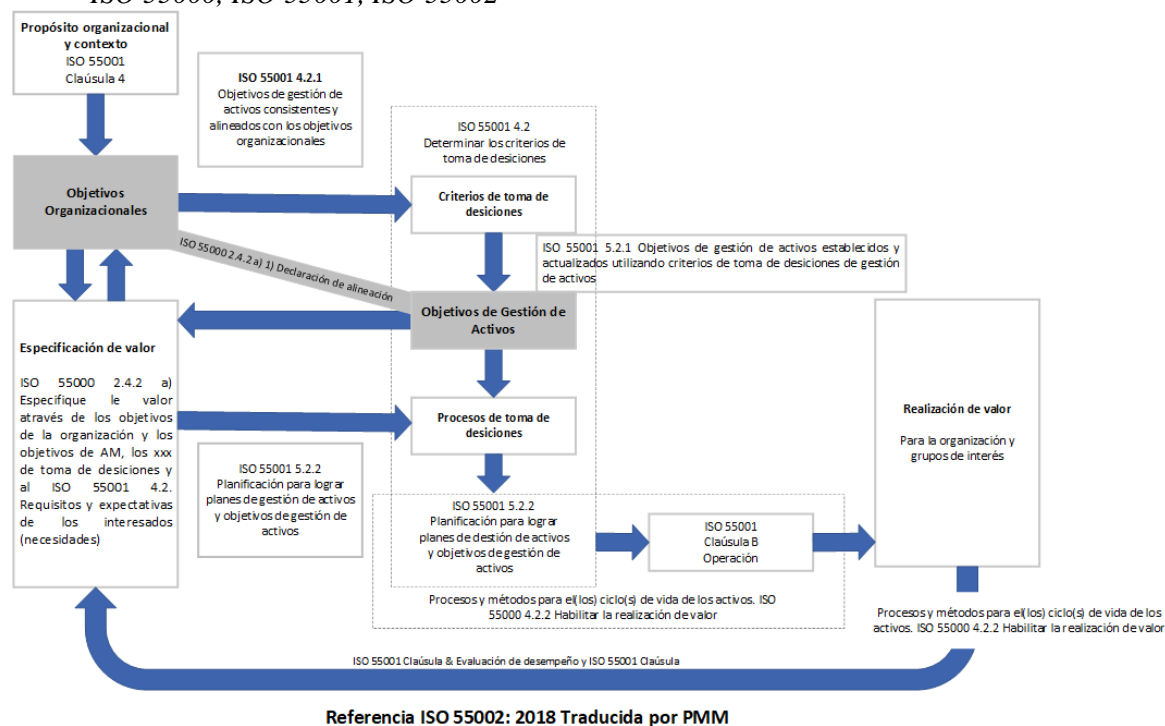 ISO 55000, ISO 55001, ISO 55002
Propósito organizacional
y contexto
ISO 55001
Claúsula 4
ISO 55001 4.2.1
Objetivos de gestión de
activos consistentes y
alineados con los objetivos
organizacionales
ISO 55001 4.2
Determinar los criterios de
toma de desiciones
Objetivos
Organizacionales
Criterios de toma de
desiciones
ISO 55000 2.4.2 a) 1) Declaración de alineación
ISO 55001 5.2.1 Objetivos de gestión de activos establecidos y
actualizados utilizando criterios de toma de desiciones de gestión
de activos
Objetivos de Gestión de
Activos
Especificación de valor
ISO 55000 2.4.2 a)
Especifique le valor
através de los objetivos
de la organización y los
objetivos de AM, los xxx
de toma de desiciones y
al ISO 55001 4.2.
Requisitos y expectativas
de los interesados
(necesidades)
Procesos de toma de
desiciones
Realización de valor
Para la organización y
grupos de interés
ISO 55001 5.2.2
Planificación para lograr
planes de gestión de activos
y objetivos de gestión de
activos
ISO 55001 5.2.2
Planificación para lograr
planes de destión de activos
y objetivos de gestión de
activos
ISO 55001
Claúsula B
Operación
Procesos y métodos para el(los) ciclo(s) de vida de los activos. ISO
55000 4.2.2 Habilitar la realización de valor
Procesos y métodos para el(los) ciclo(s) de vida de los
activos. ISO 55000 4.2.2 Habilitar la realización de valor
ISO 55001 Claúsula & Evaluación de desempeño y ISO 55001 Claúsula
Referencia ISO 55002: 2018 Traducida por PMM